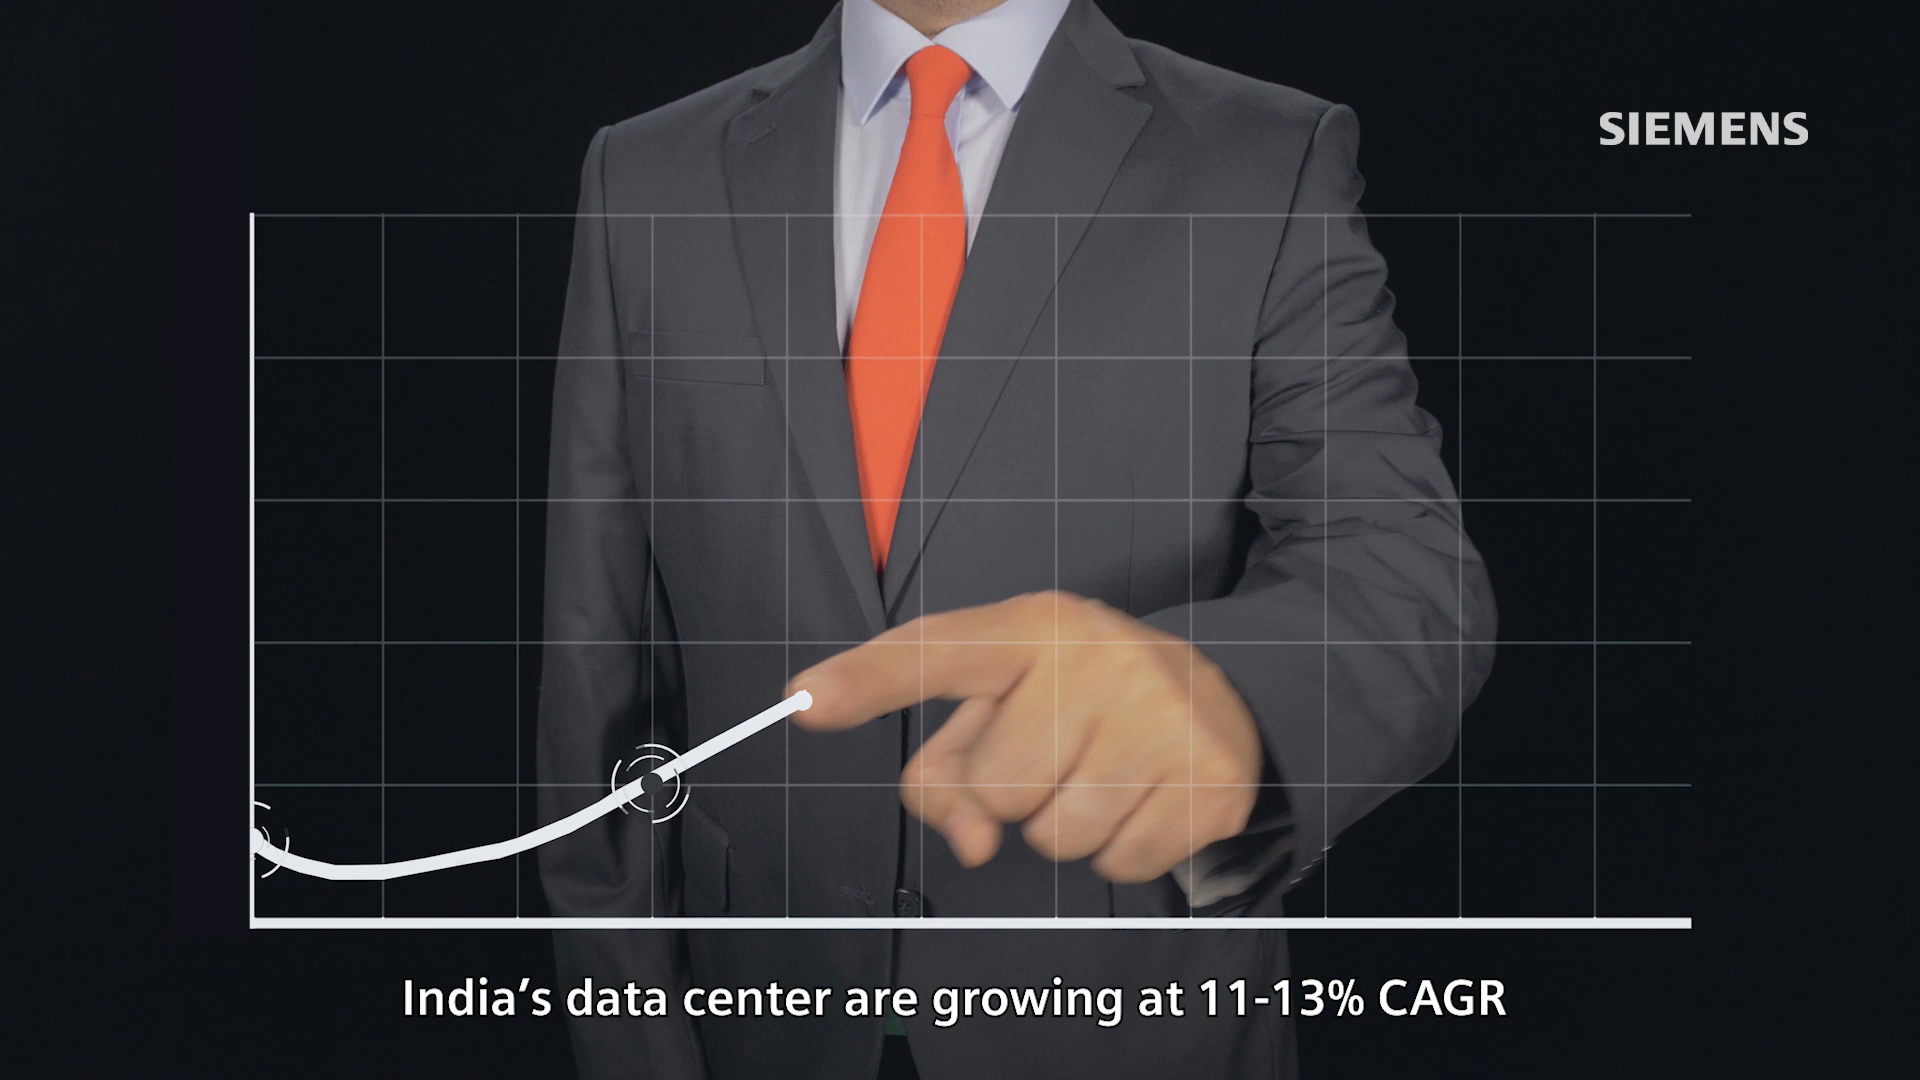 SIEMENS
India’s data center are growing at 11-13% CAGR